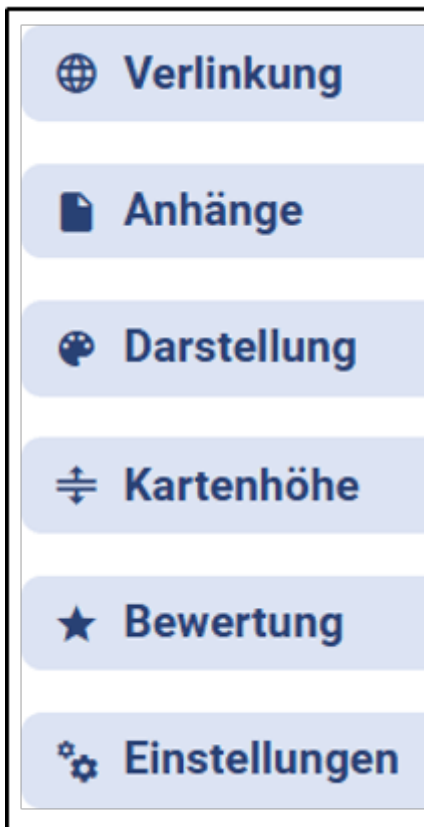 Verlinkung
Anhänge
Darstellung
Kartenhöhe
Bewertung
Einstellungen